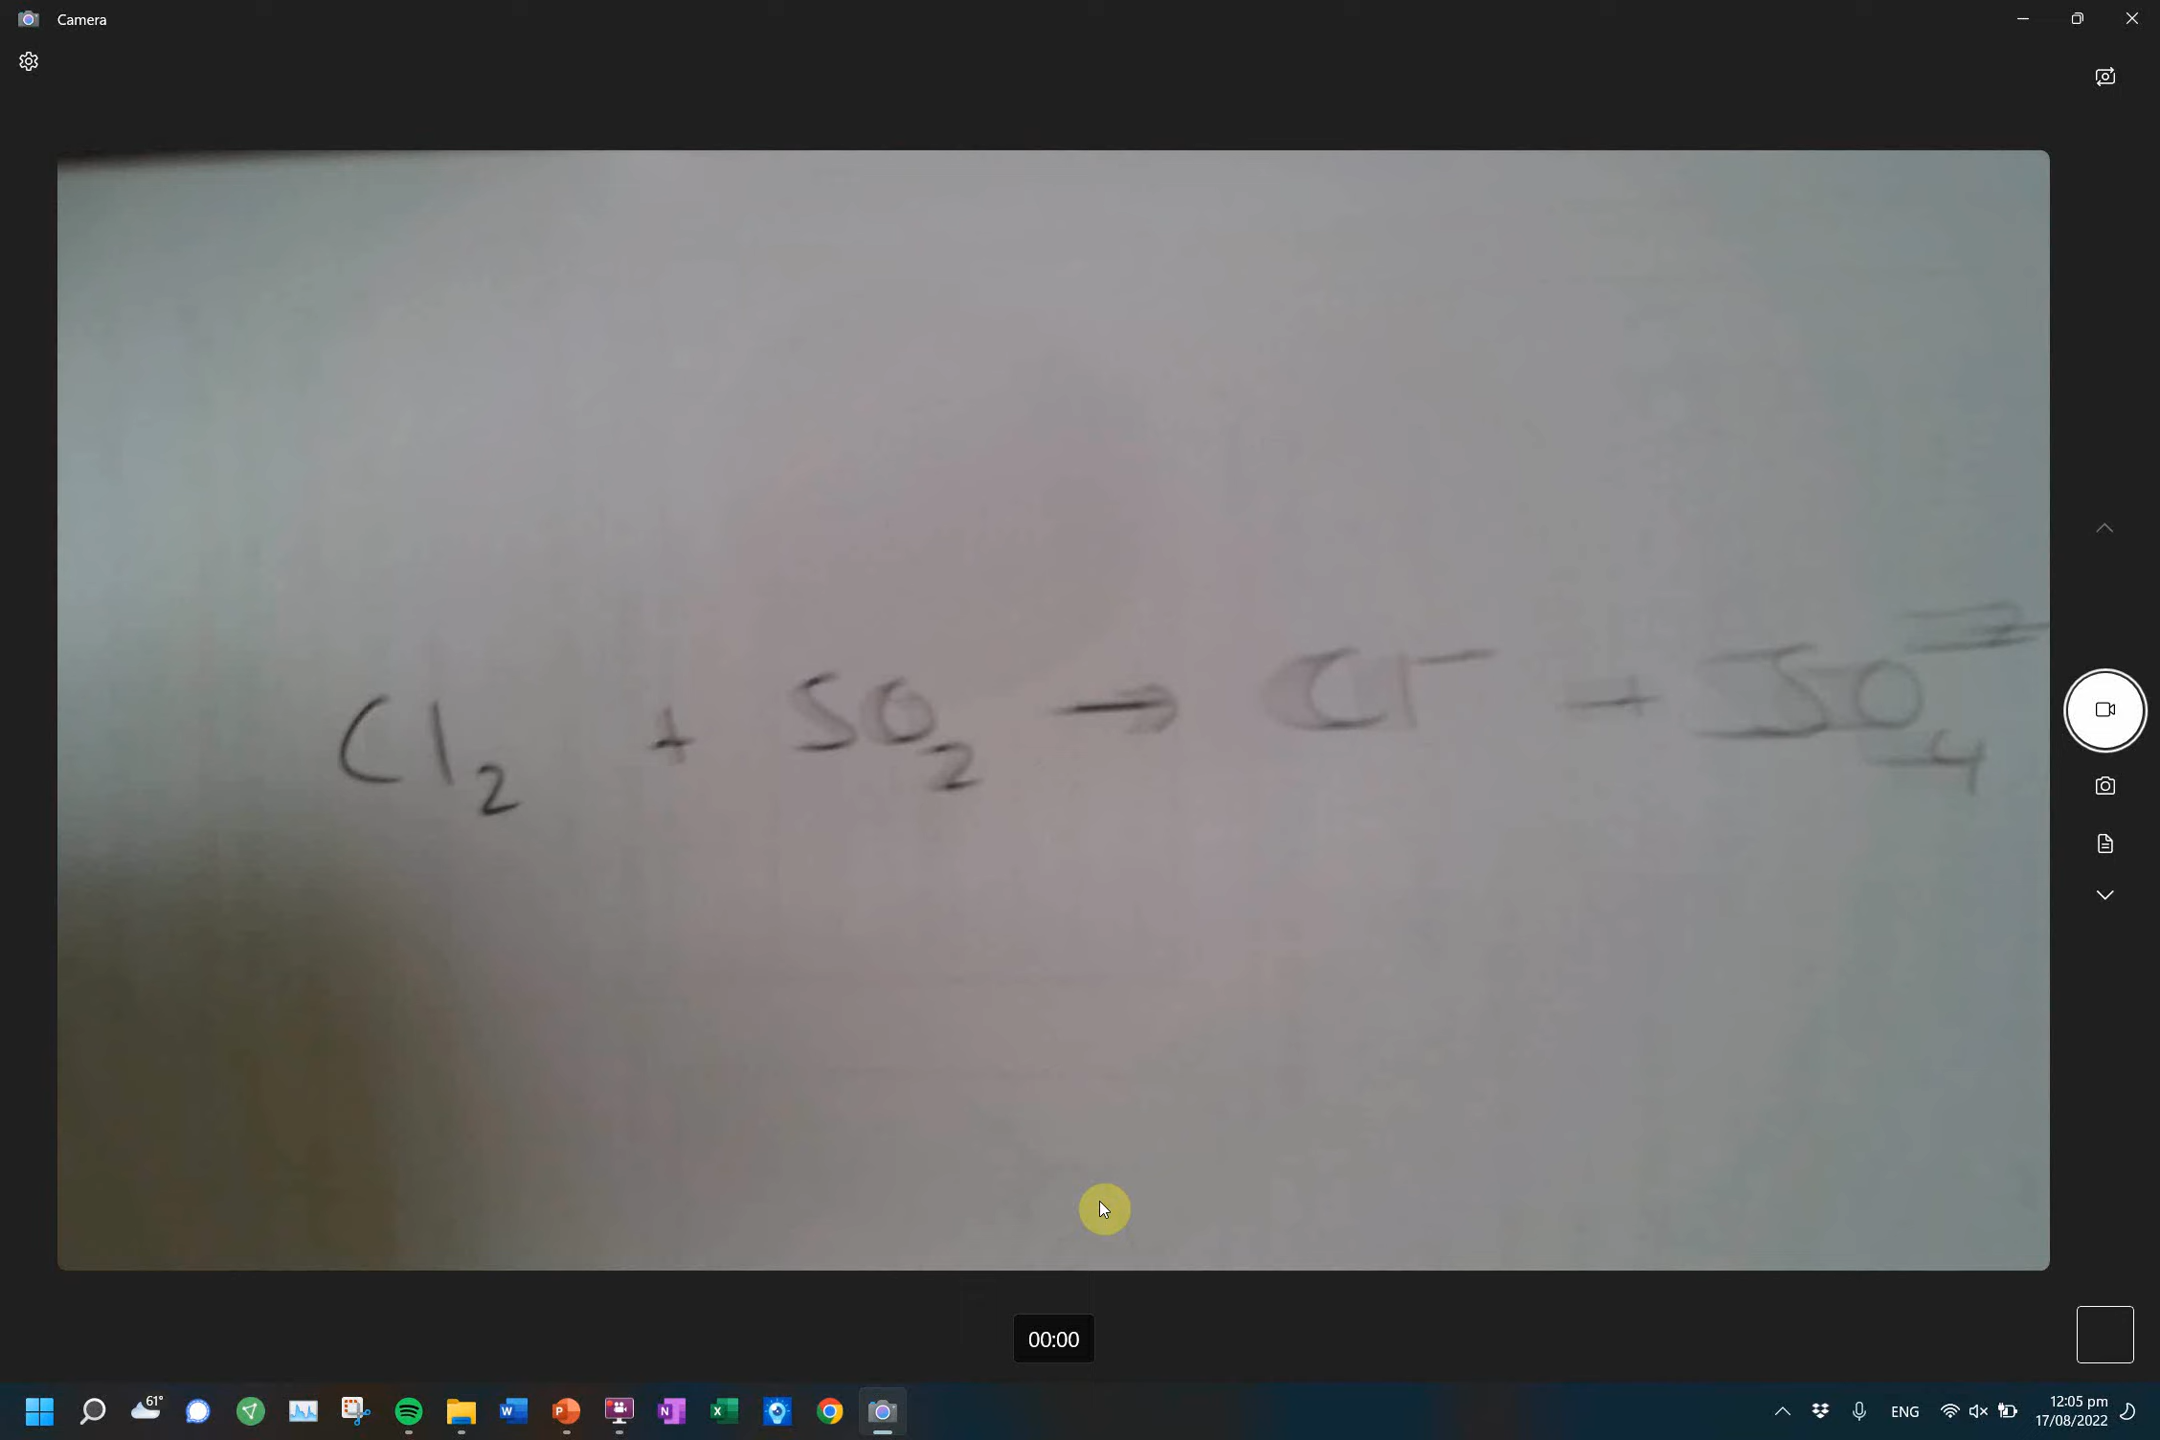 Camera
Cl₂ + SO₂ → Cl⁻ + SO₄
00:00
61°
ENG
12:05 pm
17/08/2022